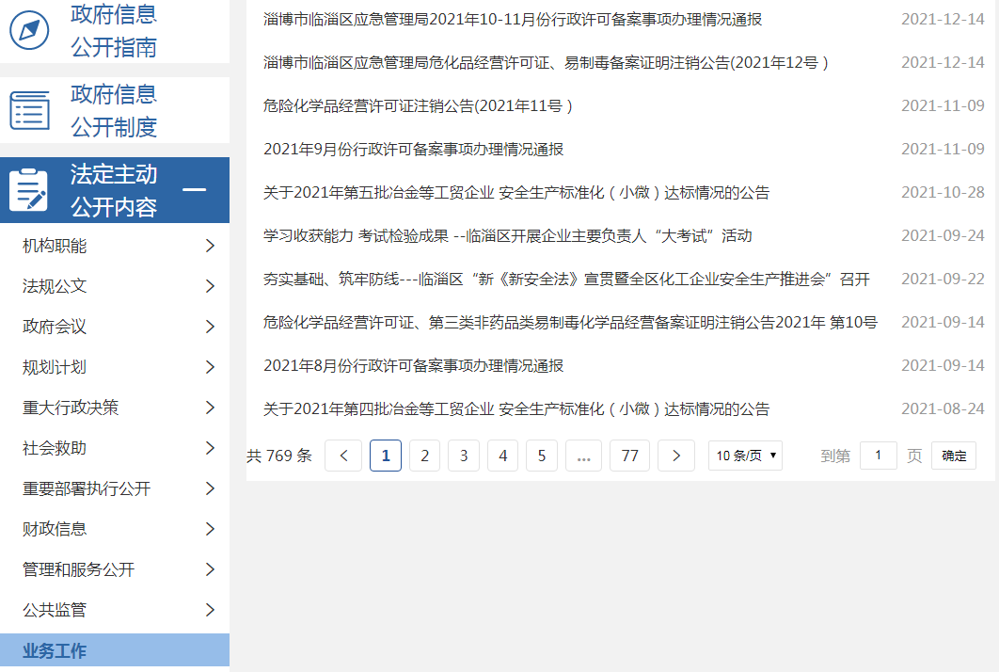 政府信息
公开指南
政府信息
公开制度
法定主动
公开内容
机构职能
法规公文
政府会议
规划计划
重大行政决策
社会救助
重要部署执行公开
财政信息
管理和服务公开
公共监管
业务工作
淄博市临淄区应急管理局2021年10-11月份行政许可备案事项办理情况通报 2021-12-14
淄博市临淄区应急管理局危化品经营许可证、易制毒备案证明注销公告(2021年12号） 2021-12-14
危险化学品经营许可证注销公告(2021年11号） 2021-11-09
2021年9月份行政许可备案事项办理情况通报 2021-11-09
关于2021年第五批冶金等工贸企业 安全生产标准化（小微）达标情况的公告 2021-10-28
学习收获能力 考试检验成果 --临淄区开展企业主要负责人“大考试”活动 2021-09-24
夯实基础、筑牢防线---临淄区“新《新安全法》宣贯暨全区化工企业安全生产推进会”召开 2021-09-22
危险化学品经营许可证、第三类非药品类易制毒化学品经营备案证明注销公告2021年 第10号 2021-09-14
2021年8月份行政许可备案事项办理情况通报 2021-09-14
关于2021年第四批冶金等工贸企业 安全生产标准化（小微）达标情况的公告 2021-08-24
共 769 条 < 1 2 3 4 5 ... 77 > 10 条/页 到第 1 页 确定